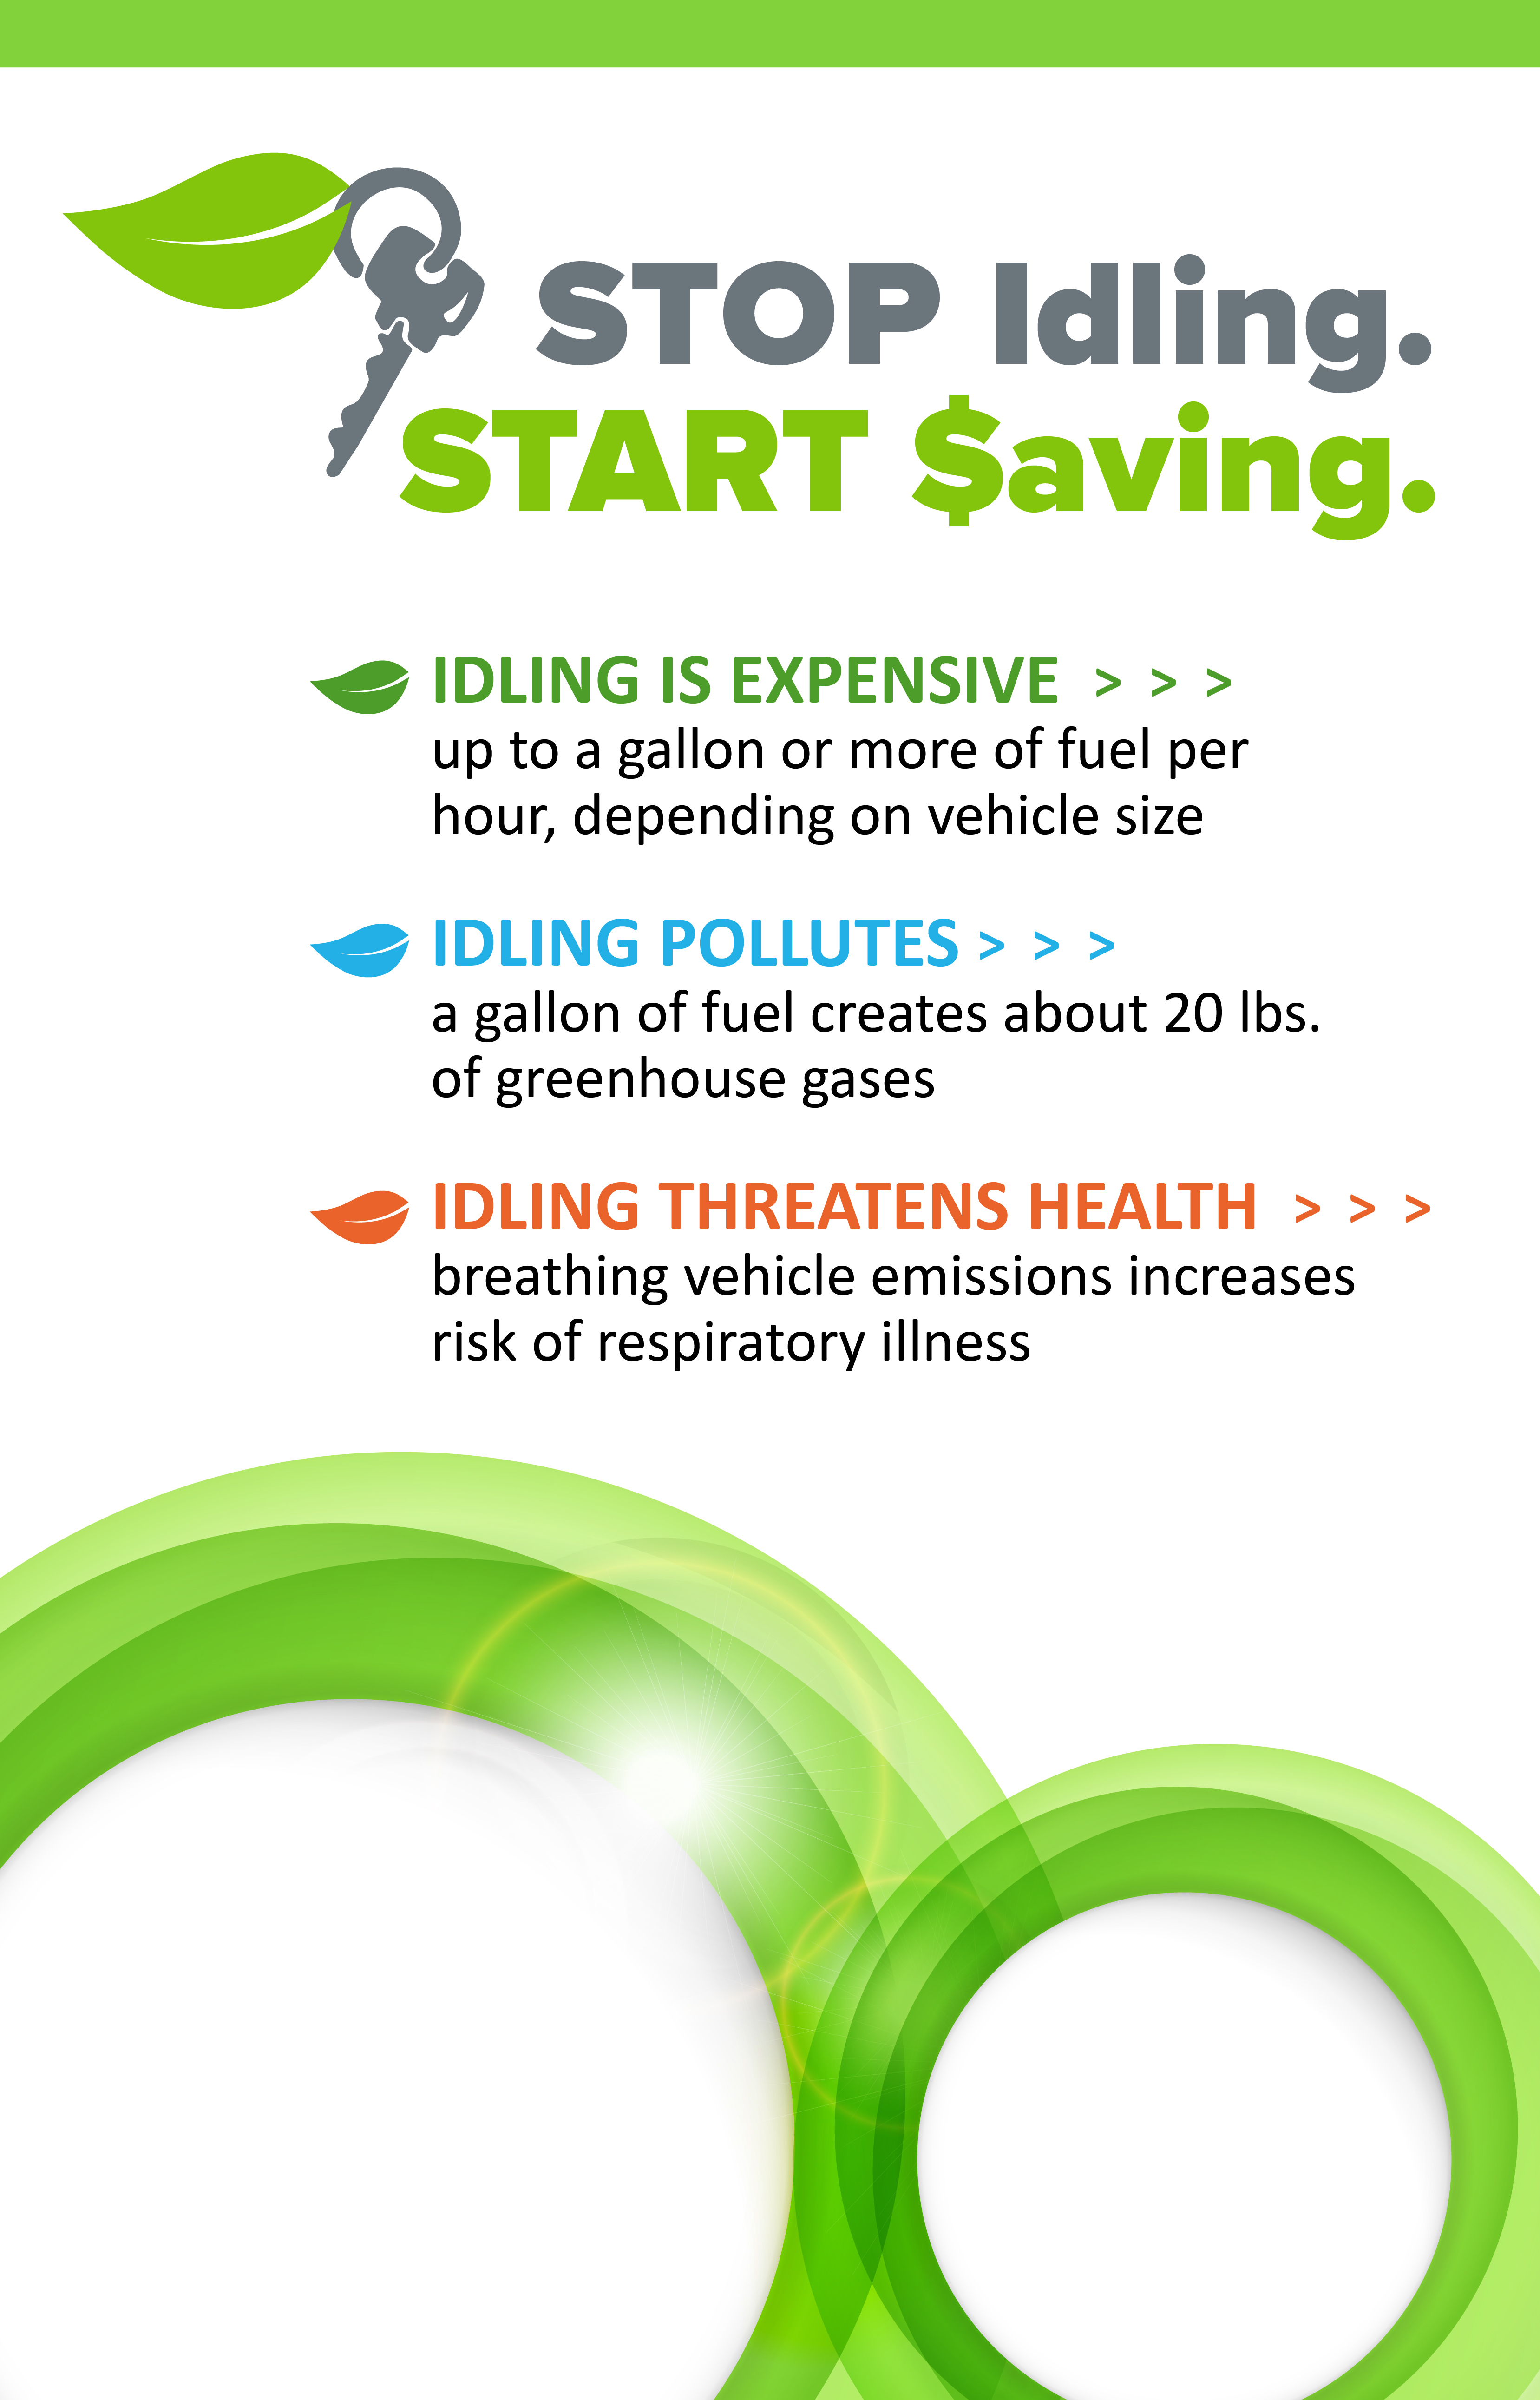 STOP Idling.
START $aving.
IDLING IS EXPENSIVE > > >
up to a gallon or more of fuel per
hour, depending on vehicle size
IDLING POLLUTES > > >
a gallon of fuel creates about 20 lbs.
of greenhouse gases
IDLING THREATENS HEALTH > > >
breathing vehicle emissions increases
risk of respiratory illness